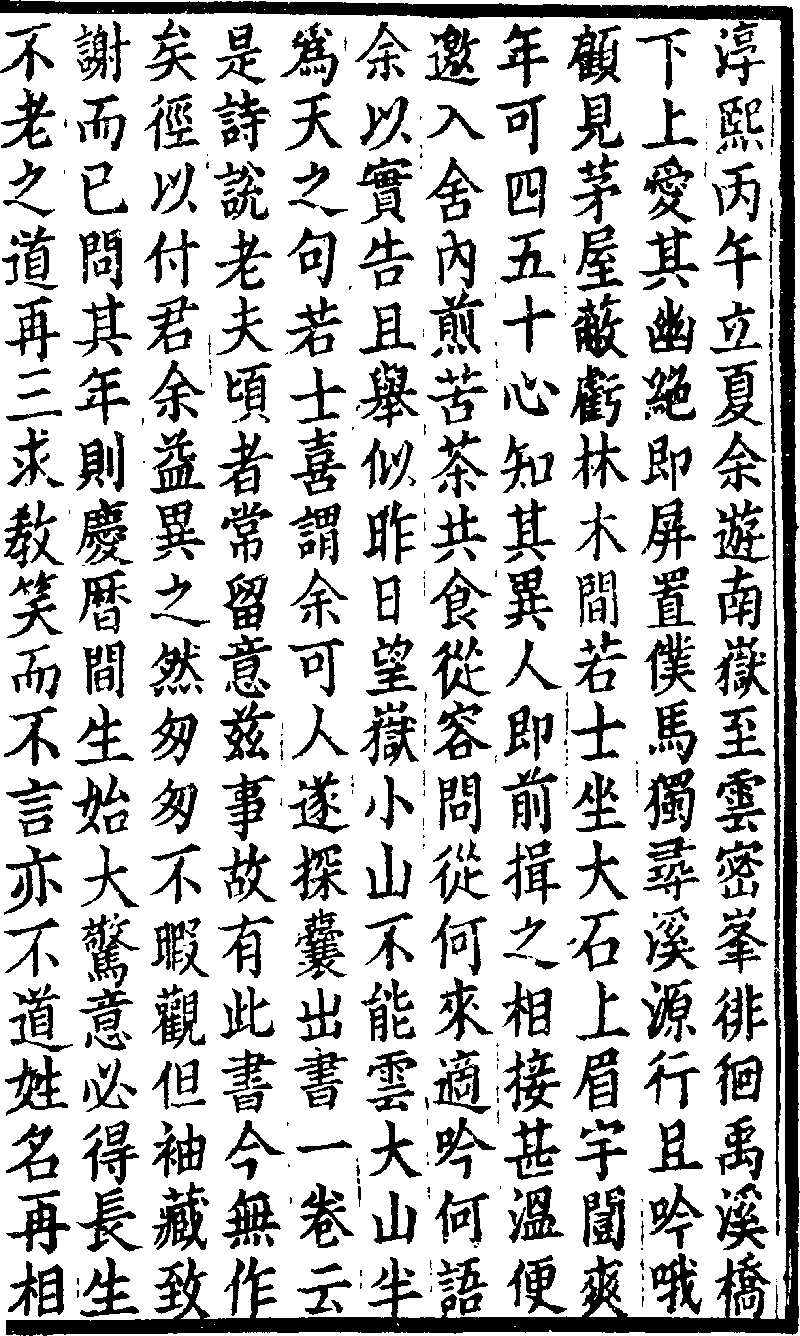 淳熙丙午立夏余遊南嶽至雲密峯徘徊禹溪橋
下上愛其幽絕即屏置僕馬獨尋溪源行且吟哦
顧見茅屋蔽虧林木間若士坐大石上眉宇闓爽
年可四五十心知其異人即前揖之相接甚溫便
邀入舍內煎苦茶共食從容問從何來適吟何語
余以實告且舉似昨日望嶽小山不能雲大山半
爲天之句若士喜謂余可人遂探囊出書一卷云
是詩說老夫頃者常留意兹事故有此書今無作
矣徑以付君余益異之然匆匆不暇觀但袖藏致
謝而已問其年則慶曆間生始大驚意必得長生
不老之道再三求教笑而不言亦不道姓名再相